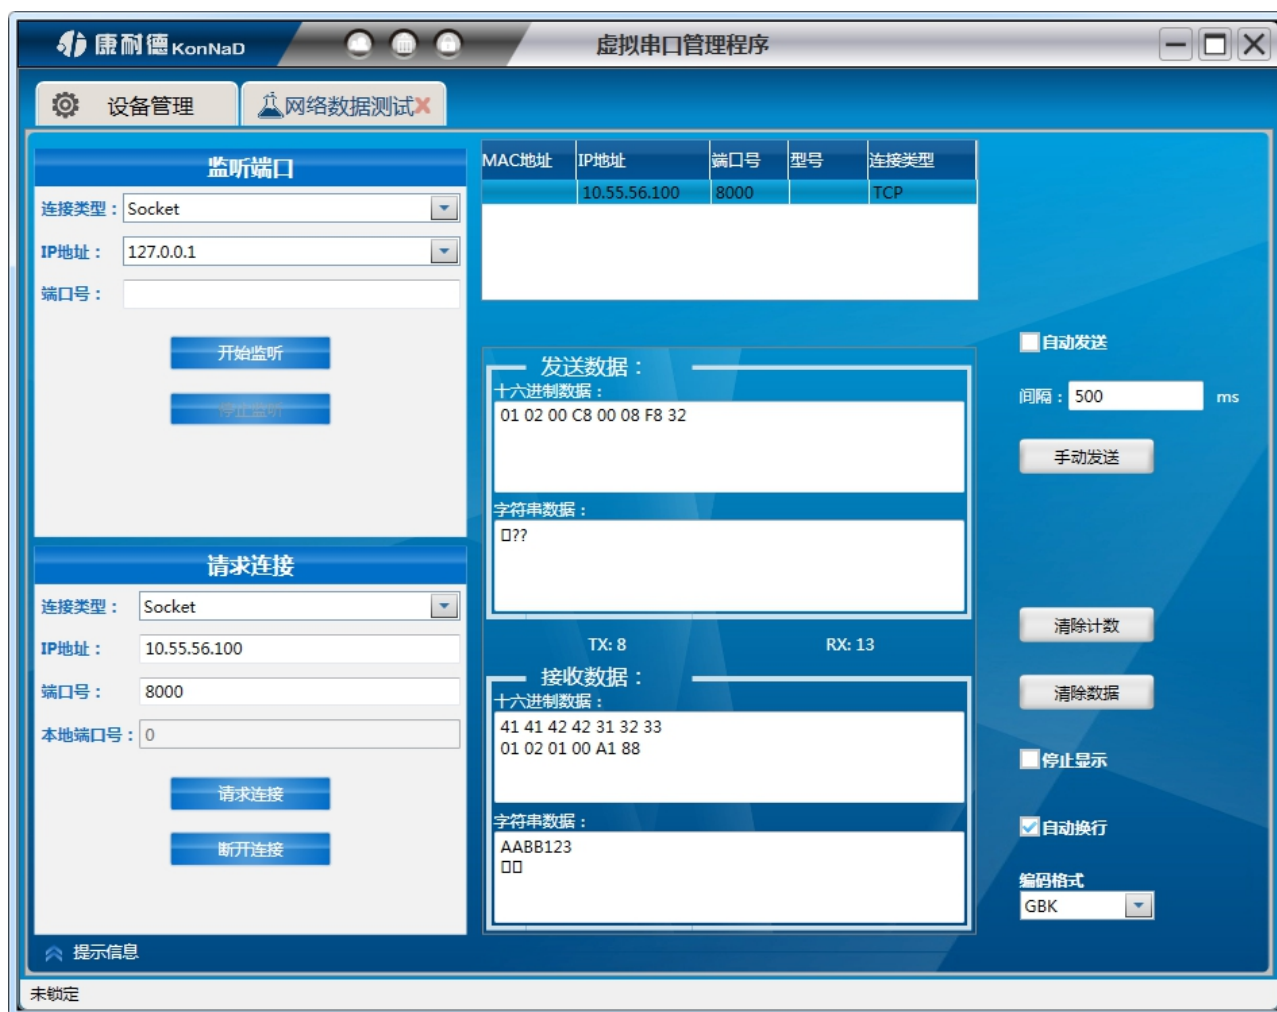 康耐德 KonNaD
虚拟串口管理程序
设备管理
网络数据测试
监听端口
连接类型：Socket
IP地址：127.0.0.1
端口号：
开始监听
停止监听
请求连接
连接类型：Socket
IP地址：10.55.56.100
端口号：8000
本地端口号：0
请求连接
断开连接
MAC地址 IP地址 端口号 型号 连接类型
10.55.56.100 8000 TCP
发送数据：
十六进制数据：
01 02 00 C8 00 08 F8 32
字符串数据：
□??
TX: 8 RX: 13
接收数据：
十六进制数据：
41 41 42 42 31 32 33
01 02 01 00 A1 88
字符串数据：
AABB123
□□
自动发送
间隔：500 ms
手动发送
清除计数
清除数据
停止显示
自动换行
编码格式
GBK
提示信息
未锁定